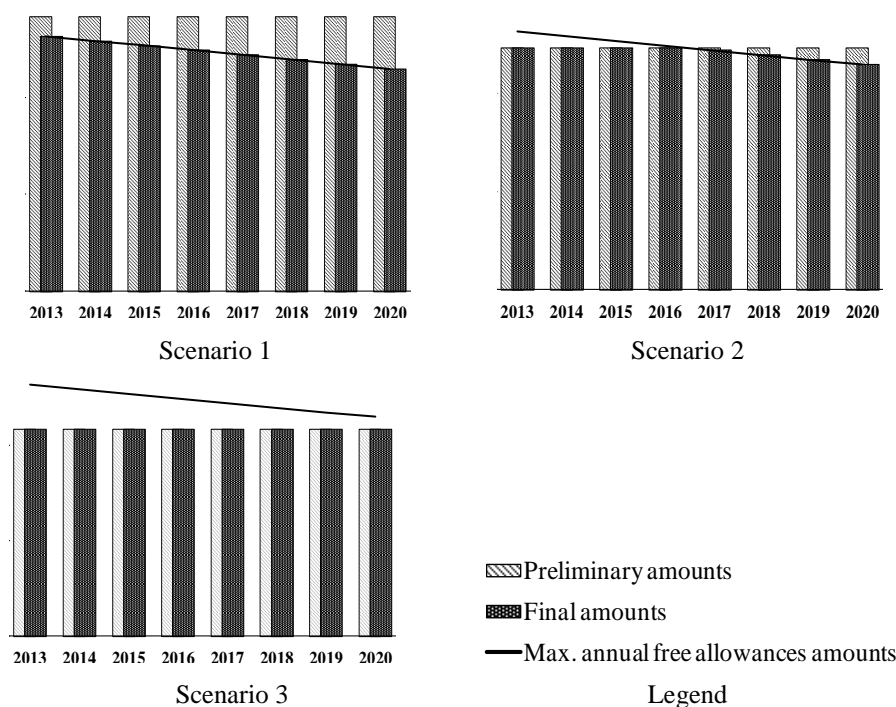 2013 2014 2015 2016 2017 2018 2019 2020
Scenario 1
2013 2014 2015 2016 2017 2018 2019 2020
Scenario 2
2013 2014 2015 2016 2017 2018 2019 2020
Scenario 3
Preliminary amounts
Final amounts
Max. annual free allowances amounts
Legend